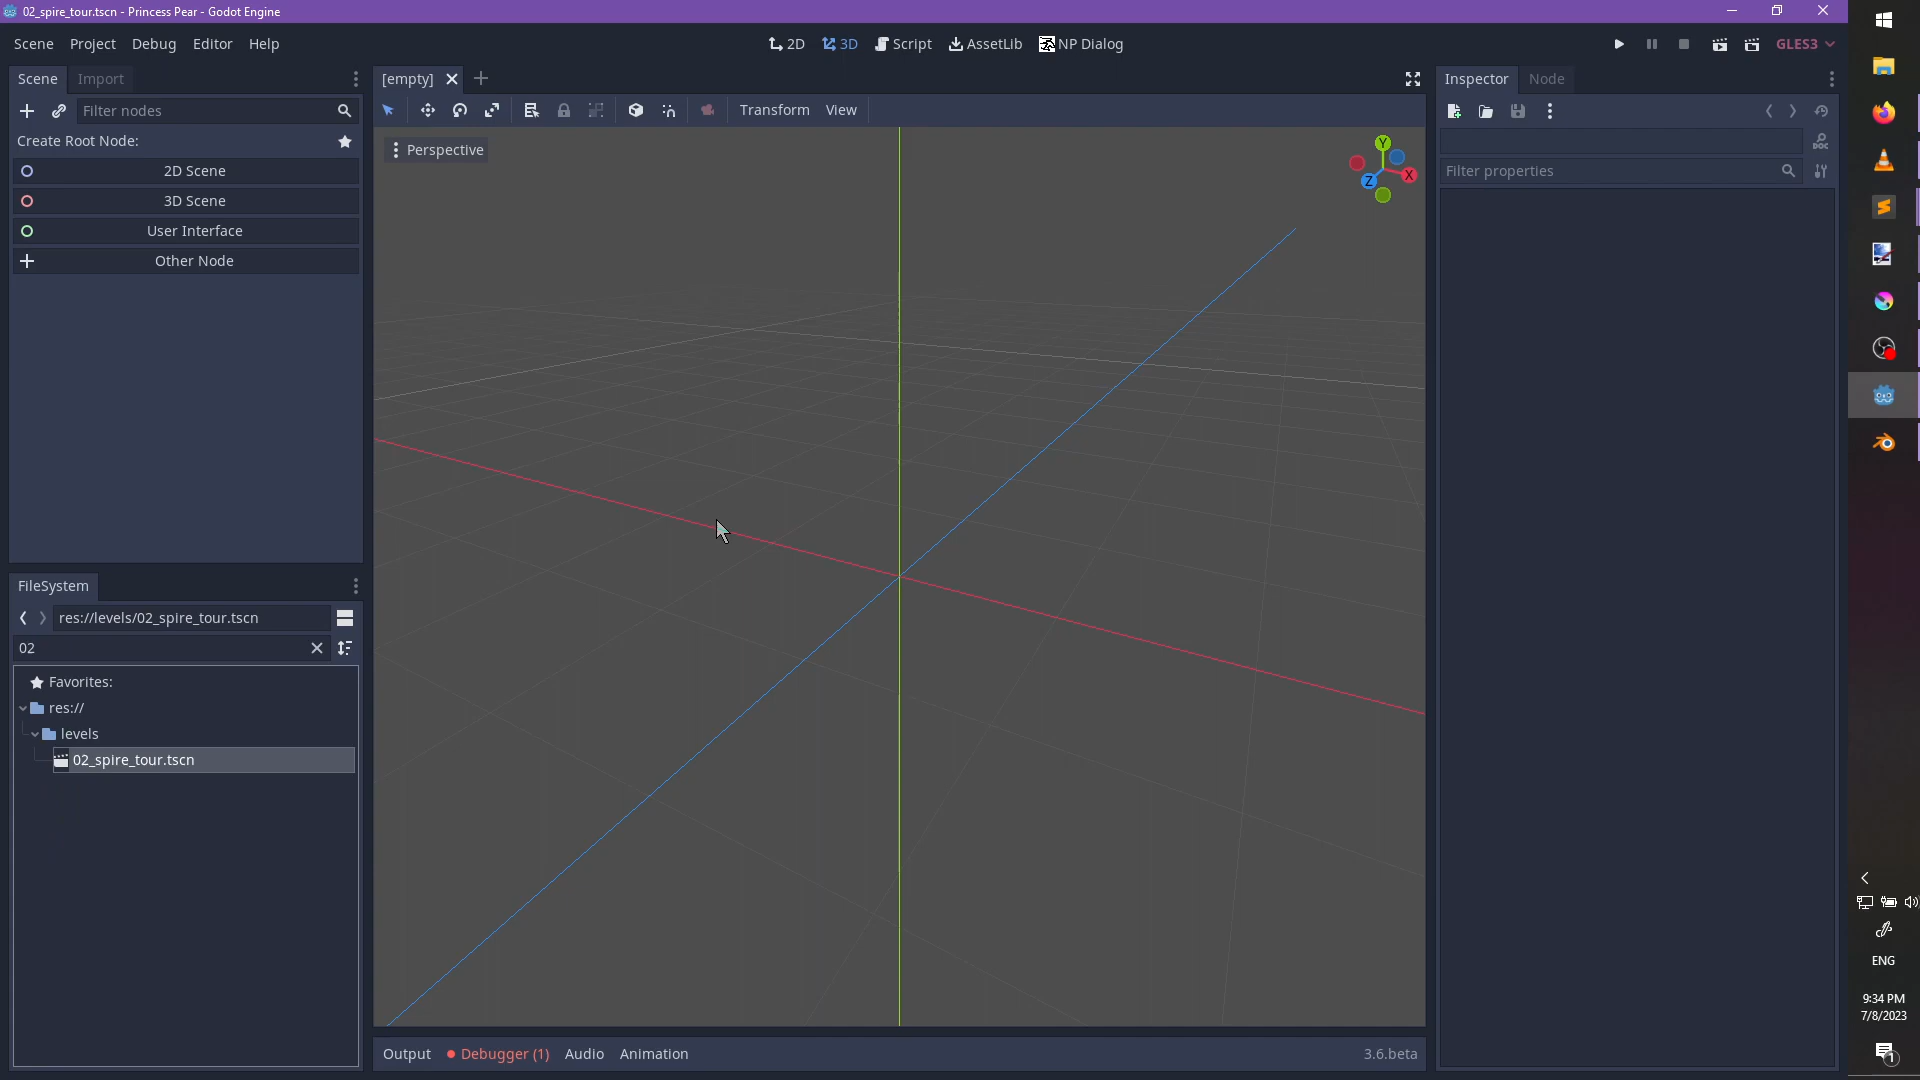 02_spire_tour.tscn - Princess Pear - Godot Engine
Scene Project Debug Editor Help
2D 3D Script AssetLib NP Dialog
GLES3
Scene Import
[empty]
Inspector Node
Filter nodes
Transform View
Create Root Node:
2D Scene
3D Scene
User Interface
Other Node
Perspective
Y
X
Z
DOC
Filter properties
FileSystem
res://levels/02_spire_tour.tscn
02
Favorites:
res://
levels
02_spire_tour.tscn
Output Debugger (1) Audio Animation
3.6.beta
ENG
9:34 PM
7/8/2023
1